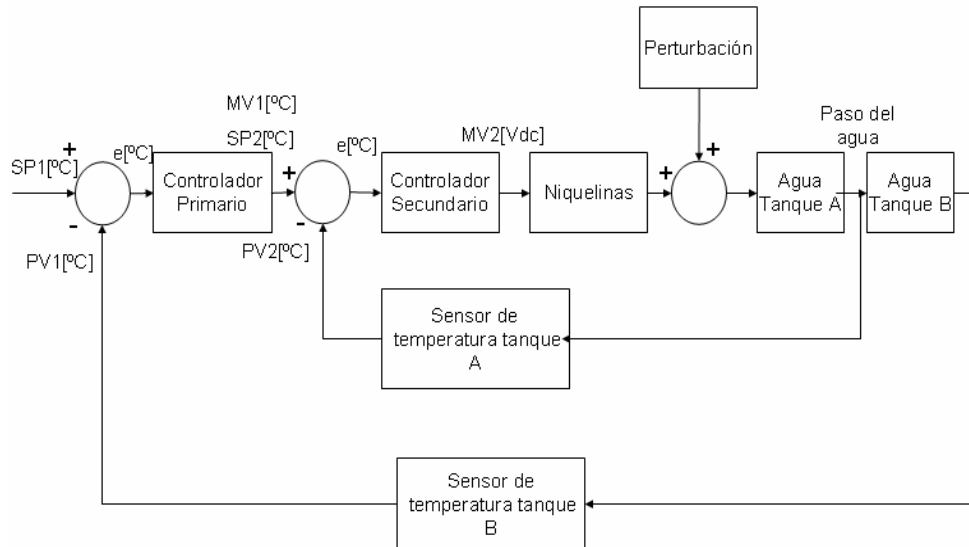 Perturbación
MV1[ºC]
SP2[ºC]
MV2[Vdc]
Paso del
agua
+
SP1[ºC]
-
e[ºC]
Controlador
Primario
+
-
e[ºC]
Controlador
Secundario
Niquelinas
+
+
Agua
Tanque A
Agua
Tanque B
PV1[ºC]
PV2[ºC]
Sensor de
temperatura tanque
A
Sensor de
temperatura tanque
B